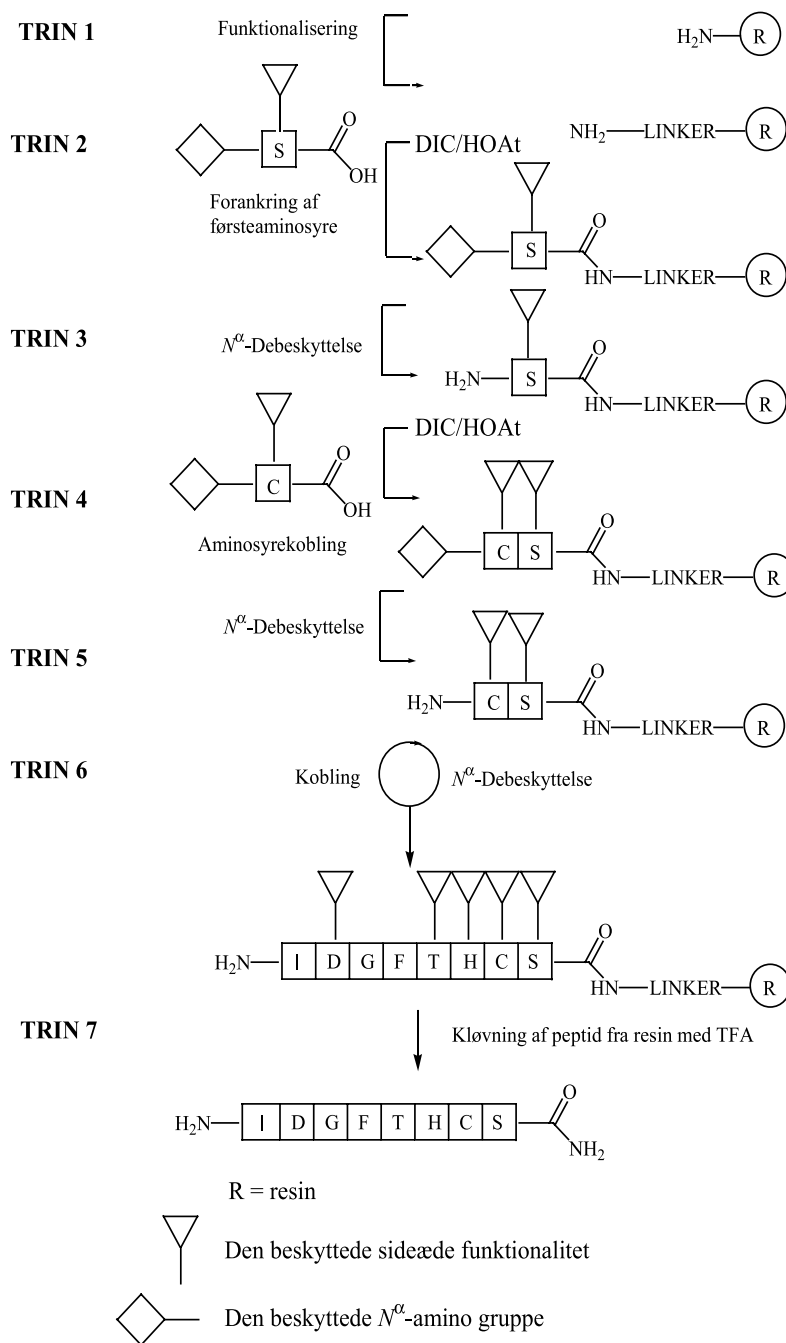 TRIN 1
Funktionalisering
H₂N
R
TRIN 2
S
O
OH
DIC/HOAt
NH₂
LINKER
R
Forankring af
førsteaminosyre
S
O
HN
LINKER
R
TRIN 3
Nα-Debeskyttelse
H₂N
S
O
HN
LINKER
R
TRIN 4
C
O
OH
DIC/HOAt
Aminosyrekobling
C S
O
HN
LINKER
R
Nα-Debeskyttelse
TRIN 5
H₂N
C S
O
HN
LINKER
R
TRIN 6
Kobling
Nα-Debeskyttelse
H₂N
I D G F T H C S
O
HN
LINKER
R
TRIN 7
Kløvning af peptid fra resin med TFA
H₂N
I D G F T H C S
O
NH₂
R = resin
Den beskyttede sideæde funktionalitet
Den beskyttede Nα-amino gruppe